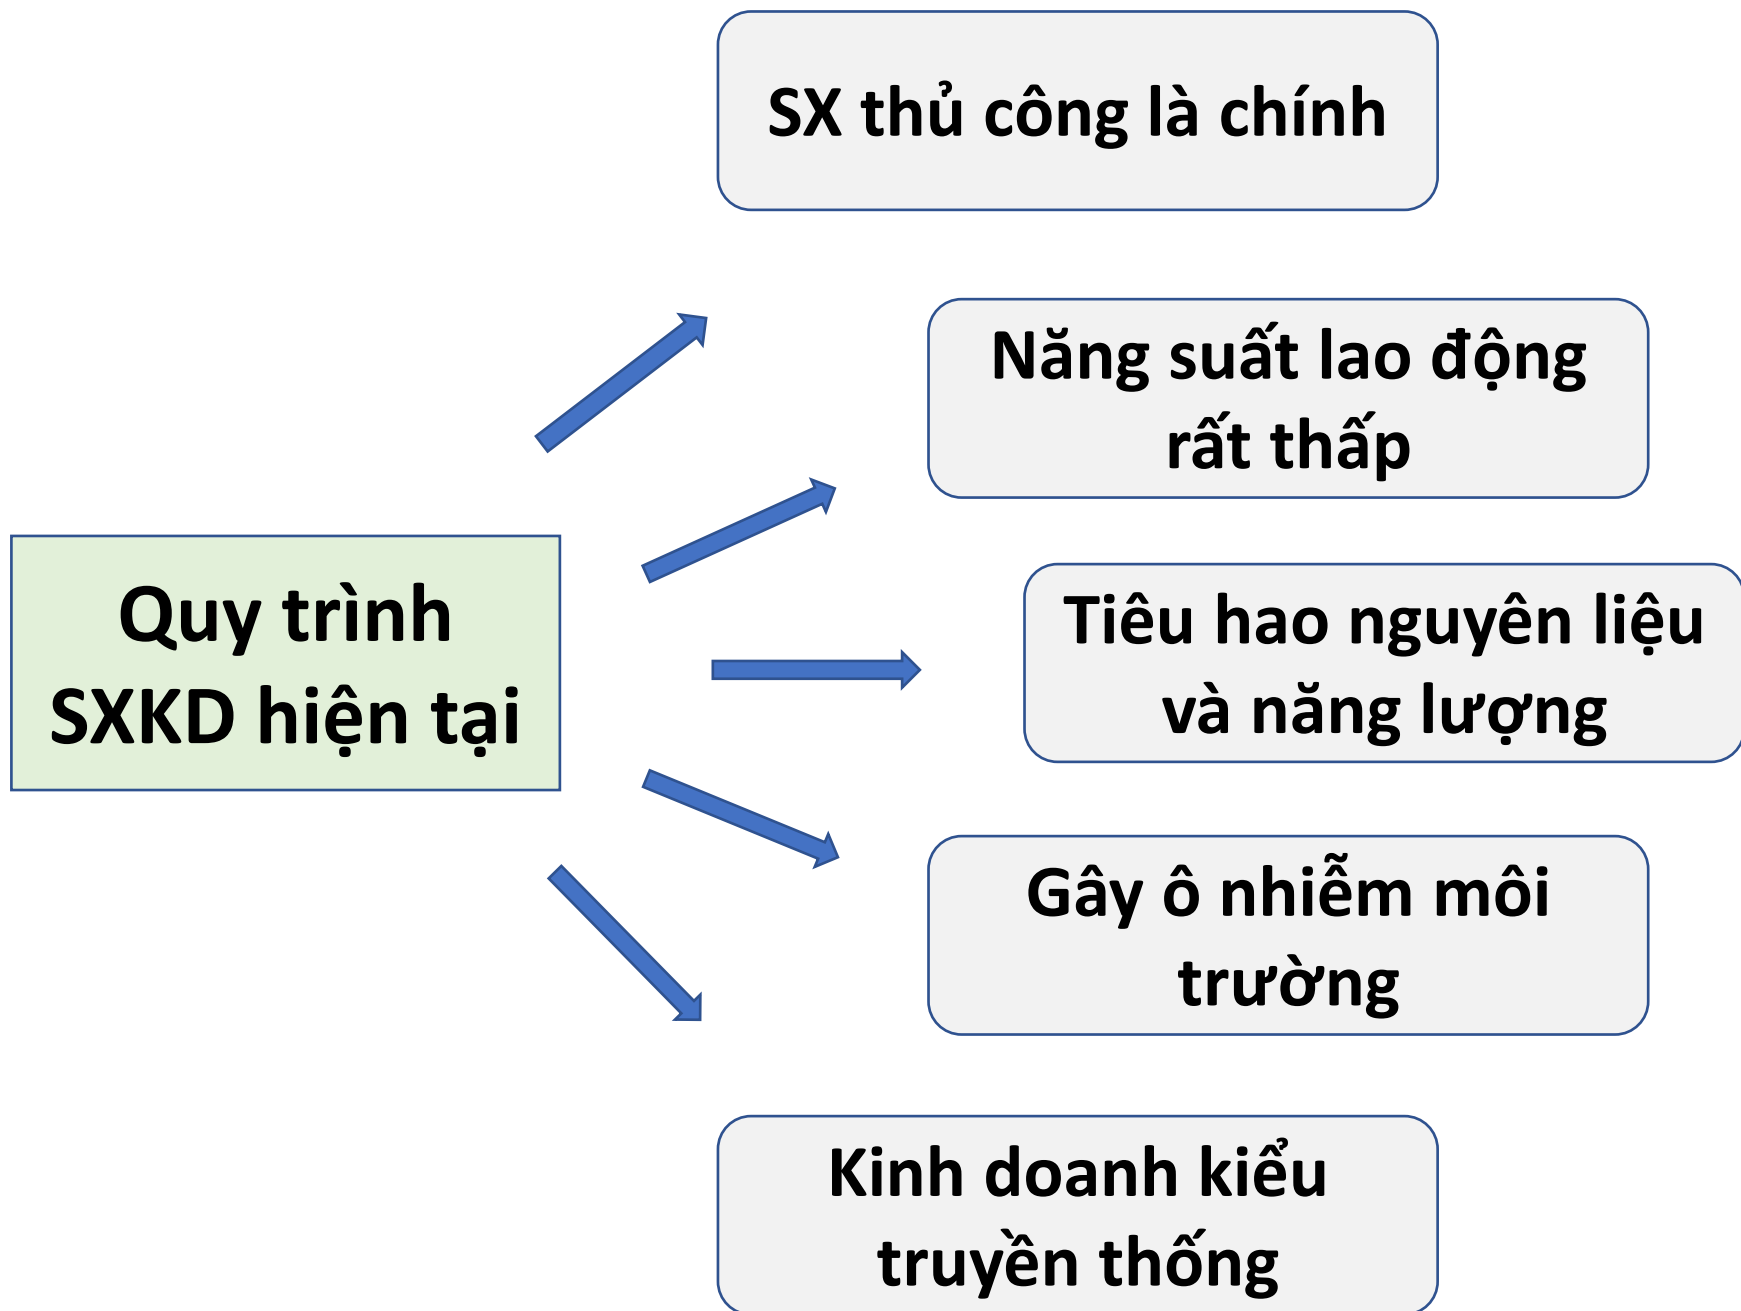 SX thủ công là chính
Năng suất lao động
rất thấp
Quy trình
SXKD hiện tại
Tiêu hao nguyên liệu
và năng lượng
Gây ô nhiễm môi
trường
Kinh doanh kiểu
truyền thống